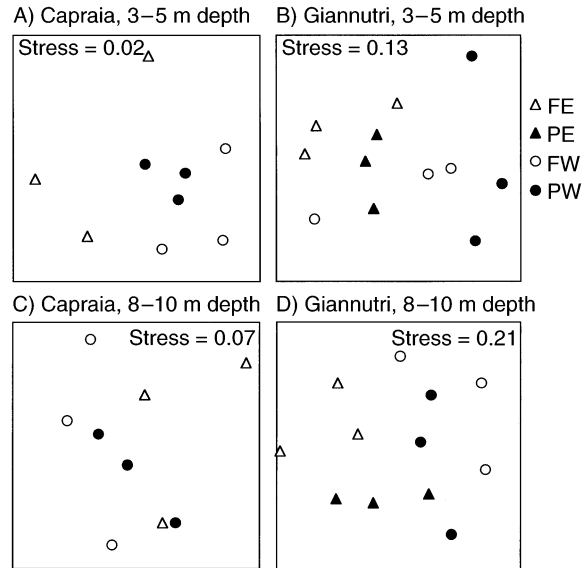 A) Capraia, 3–5 m depth
Stress = 0.02
B) Giannutri, 3–5 m depth
Stress = 0.13
FE
PE
FW
PW
C) Capraia, 8–10 m depth
Stress = 0.07
D) Giannutri, 8–10 m depth
Stress = 0.21